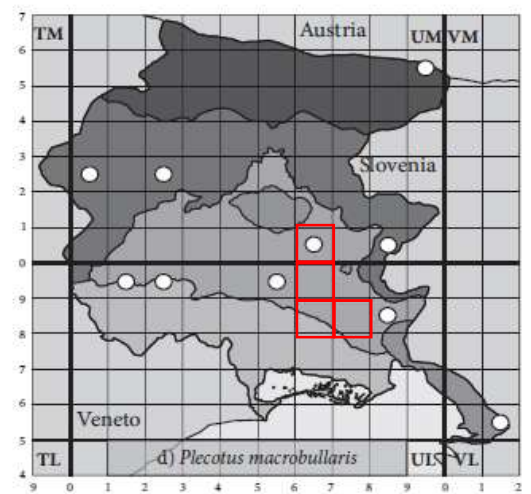 7
TM Austria UM VM
6
5
4
3
Slovenia
2
1
0
9
8
7
6
Veneto
5
TL d) Plecotus macrobullaris UL VL
4
9 0 1 2 3 4 5 6 7 8 9 0 1 2